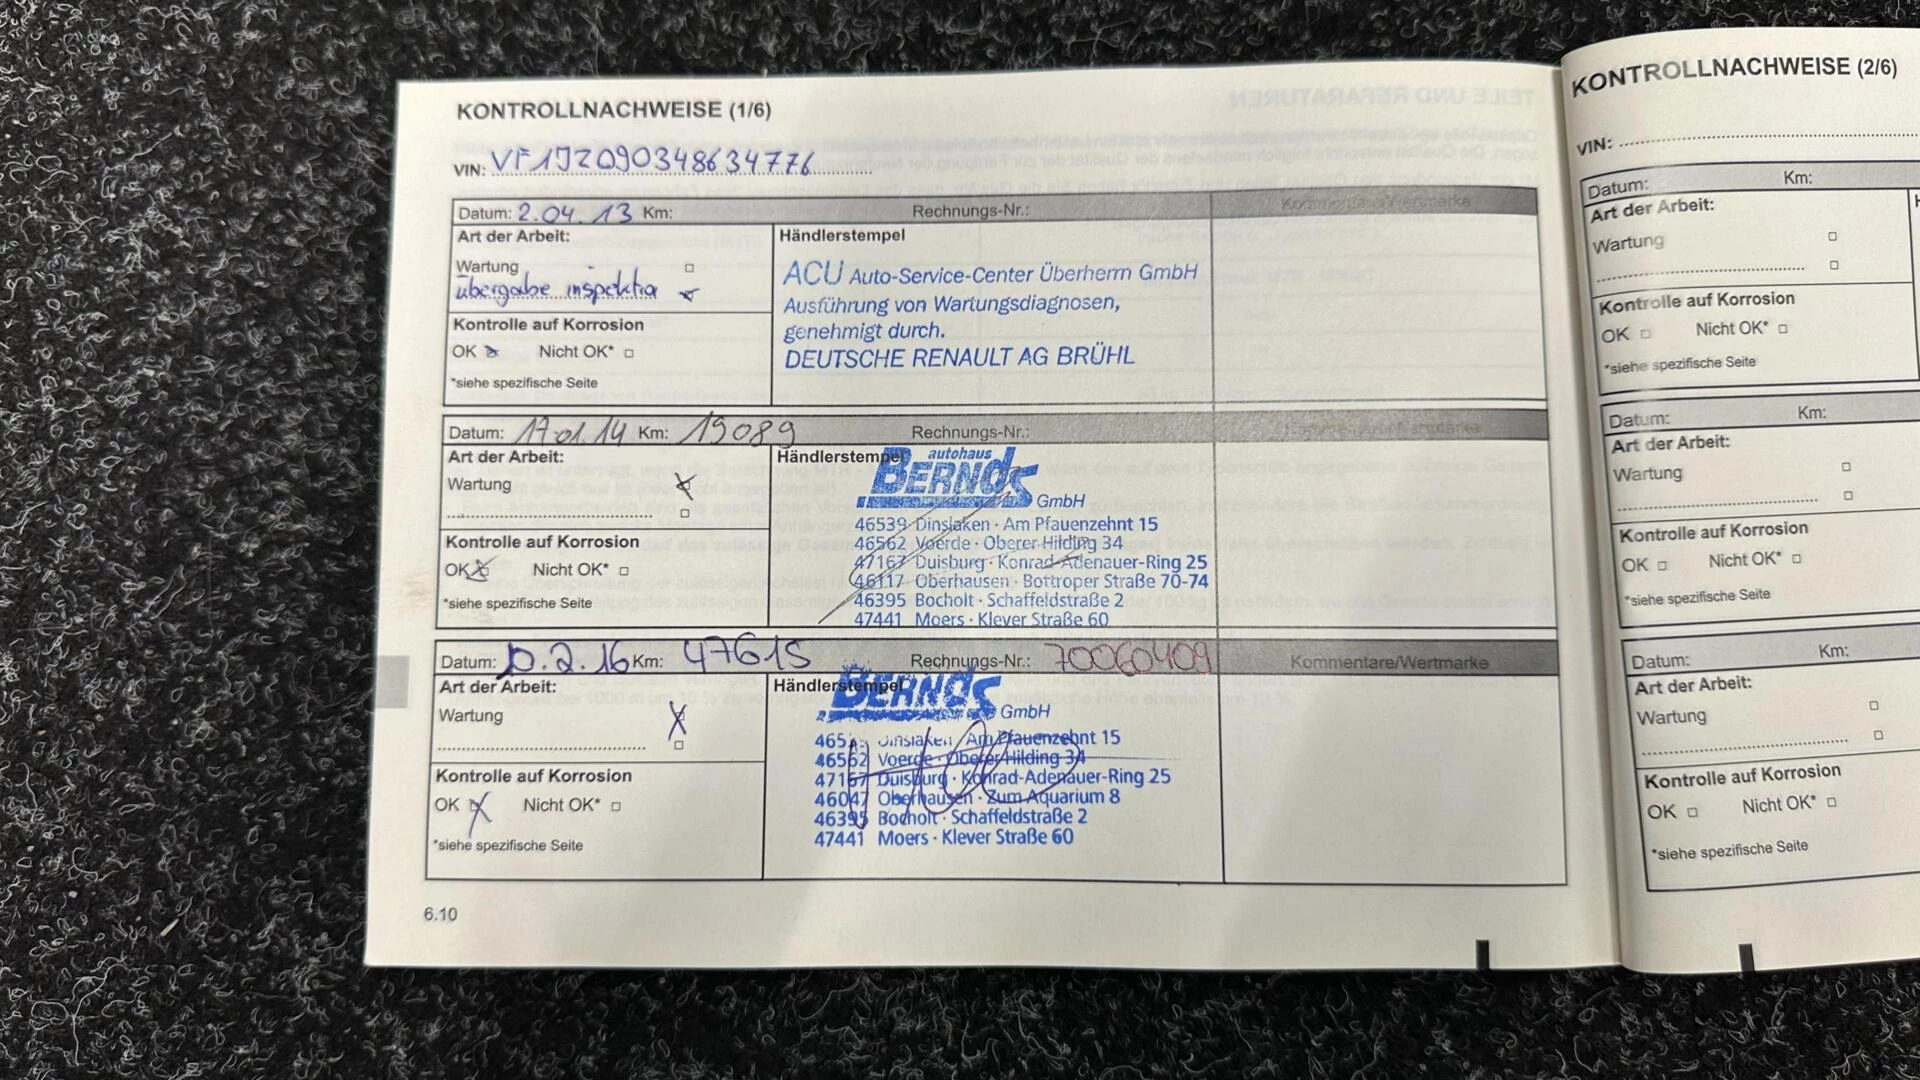 KONTROLLNACHWEISE (1/6)
VIN: VF1JZ090348634776
Datum: 2.04.13 Km: Rechnungs-Nr.: Kommentare/Wertmarke
Art der Arbeit: Händlerstempel
Wartung
übergabe inspektio
Kontrolle auf Korrosion
OK Nicht OK*
*siehe spezifische Seite
ACU Auto-Service-Center Überherrn GmbH
Ausführung von Wartungsdiagnosen,
genehmigt durch.
DEUTSCHE RENAULT AG BRÜHL
Datum: 17.01.14 Km: 19089 Rechnungs-Nr.:
Art der Arbeit: Händlerstempel
Wartung
Kontrolle auf Korrosion
OK Nicht OK*
*siehe spezifische Seite
autohaus
BERNDS GmbH
46539 Dinslaken · Am Pfauenzehnt 15
46562 Voerde · Oberer Hilding 34
47167 Duisburg · Konrad-Adenauer-Ring 25
46117 Oberhausen · Bottroper Straße 70-74
46395 Bocholt · Schaffeldstraße 2
47441 Moers · Klever Straße 60
Datum: 10.2.16 Km: 47615 Rechnungs-Nr.: 70060409 Kommentare/Wertmarke
Art der Arbeit: Händlerstempel
Wartung
Kontrolle auf Korrosion
OK Nicht OK*
*siehe spezifische Seite
BERNDS GmbH
Dinslaken · Am Pfauenzehnt 15
46562 Voerde · Oberer Hilding 34
47167 Duisburg · Konrad-Adenauer-Ring 25
46047 Oberhausen · Zum Aquarium 8
46395 Bocholt · Schaffeldstraße 2
47441 Moers · Klever Straße 60
6.10
KONTROLLNACHWEISE (2/6)
VIN:
Datum: Km:
Art der Arbeit:
Wartung
Kontrolle auf Korrosion
OK Nicht OK*
*siehe spezifische Seite
Datum: Km:
Art der Arbeit:
Wartung
Kontrolle auf Korrosion
OK Nicht OK*
*siehe spezifische Seite
Datum: Km:
Art der Arbeit:
Wartung
Kontrolle auf Korrosion
OK Nicht OK*
*siehe spezifische Seite